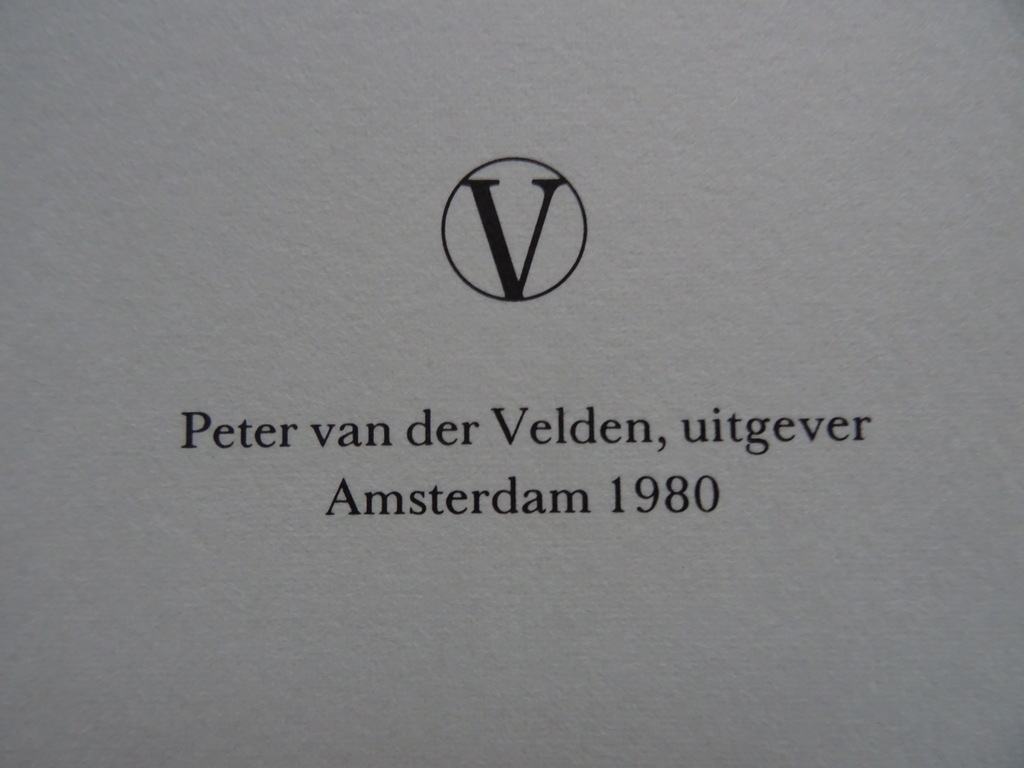 V
Peter van der Velden, uitgever
Amsterdam 1980